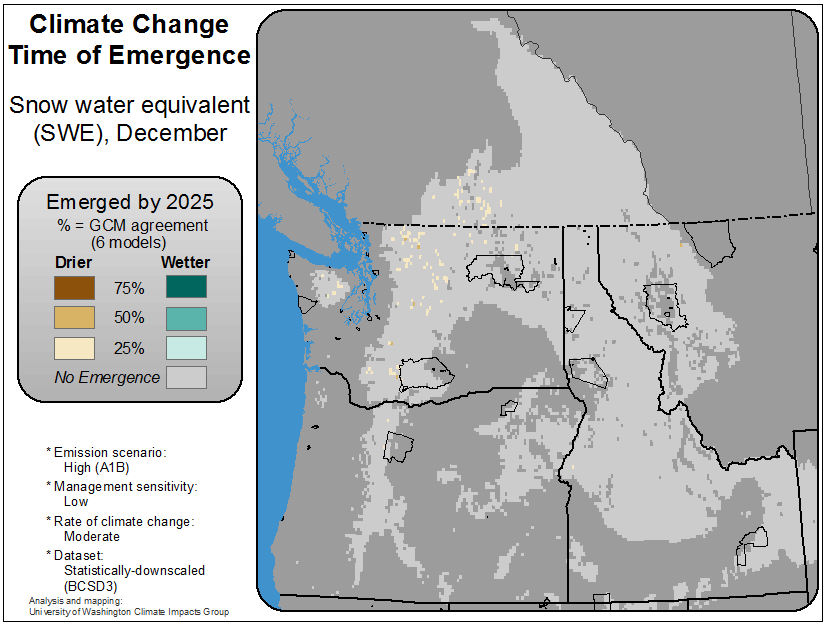 Climate Change
Time of Emergence
Snow water equivalent
(SWE), December
Emerged by 2025
% = GCM agreement
(6 models)
Drier Wetter
75%
50%
25%
No Emergence
* Emission scenario:
High (A1B)
* Management sensitivity:
Low
* Rate of climate change:
Moderate
* Dataset:
Statistically-downscaled
(BCSD3)
Analysis and mapping:
University of Washington Climate Impacts Group